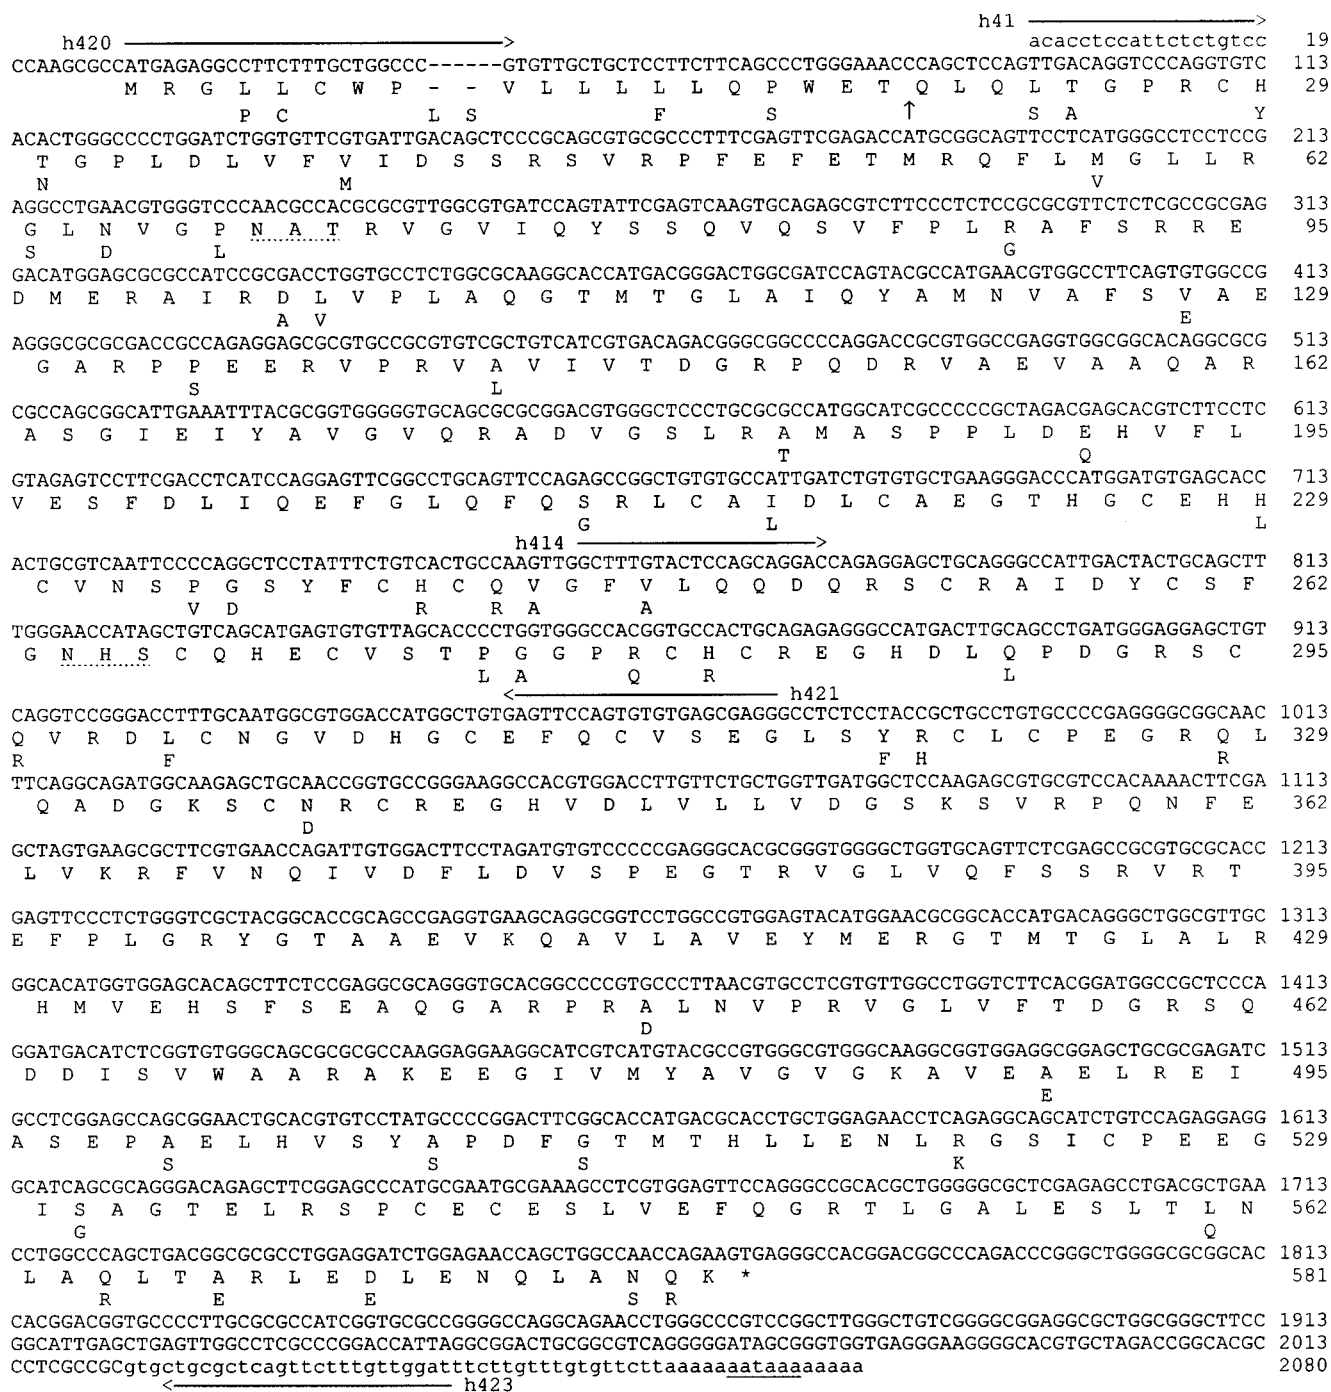 h41
h420 acacctccattctctgtcc 19
CCAAGCGCCATGAGAGGCCTTCTTTGCTGGCCC------GTGTTGCTGCTCCTTCTTCAGCCCTGGGAAACCCAGCTCCAGTTGACAGGTCCCAGGTGTC 113
M R G L L C W P - - V L L L L L Q P W E T Q L Q L T G P R C H 29
P C L S F S ↑ S A Y
ACACTGGGCCCCTGGATCTGGTGTTCGTGATTGACAGCTCCCGCAGCGTGCGCCCTTTCGAGTTCGAGACCATGCGGCAGTTCCTCATGGGCCTCCTCCG 213
T G P L D L V F V I D S S R S V R P F E F E T M R Q F L M G L L R 62
N M V
AGGCCTGAACGTGGGTCCCAACGCCACGCGCGTTGGCGTGATCCAGTATTCGAGTCAAGTGCAGAGCGTCTTCCCTCTCCGCGCGTTCTCTCGCCGCGAG 313
G L N V G P N A T R V G V I Q Y S S Q V Q S V F P L R A F S R R E 95
S D L G
GACATGGAGCGCGCCATCCGCGACCTGGTGCCTCTGGCGCAAGGCACCATGACGGGACTGGCGATCCAGTACGCCATGAACGTGGCCTTCAGTGTGGCCG 413
D M E R A I R D L V P L A Q G T M T G L A I Q Y A M N V A F S V A E 129
A V E
AGGGCGCGCGACCGCCAGAGGAGCGCGTGCCGCGTGTCGCTGTCATCGTGACAGACGGGCGGCCCCAGGACCGCGTGGCCGAGGTGGCGGCACAGGCGCG 513
G A R P P E E R V P R V A V I V T D G R P Q D R V A E V A A Q A R 162
S L
CGCCAGCGGCATTGAAATTTACGCGGTGGGGGTGCAGCGCGCGGACGTGGGCTCCCTGCGCGCCATGGCATCGCCCCCGCTAGACGAGCACGTCTTCCTC 613
A S G I E I Y A V G V Q R A D V G S L R A M A S P P L D E H V F L 195
T Q
GTAGAGTCCTTCGACCTCATCCAGGAGTTCGGCCTGCAGTTCCAGAGCCGGCTGTGTGCCATTGATCTGTGTGCTGAAGGGACCCATGGATGTGAGCACC 713
V E S F D L I Q E F G L Q F Q S R L C A I D L C A E G T H G C E H H 229
G L L
h414
ACTGCGTCAATTCCCCAGGCTCCTATTTCTGTCACTGCCAAGTTGGCTTTGTACTCCAGCAGGACCAGAGGAGCTGCAGGGCCATTGACTACTGCAGCTT 813
C V N S P G S Y F C H C Q V G F V L Q Q D Q R S C R A I D Y C S F 262
V D R R A A
TGGGAACCATAGCTGTCAGCATGAGTGTGTTAGCACCCCTGGTGGGCCACGGTGCCACTGCAGAGAGGGCCATGACTTGCAGCCTGATGGGAGGAGCTGT 913
G N H S C Q H E C V S T P G G P R C H C R E G H D L Q P D G R S C 295
L A Q R L
h421
CAGGTCCGGGACCTTTGCAATGGCGTGGACCATGGCTGTGAGTTCCAGTGTGTGAGCGAGGGCCTCTCCTACCGCTGCCTGTGCCCCGAGGGGCGGCAAC 1013
Q V R D L C N G V D H G C E F Q C V S E G L S Y R C L C P E G R Q L 329
R F F H R
TTCAGGCAGATGGCAAGAGCTGCAACCGGTGCCGGGAAGGCCACGTGGACCTTGTTCTGCTGGTTGATGGCTCCAAGAGCGTGCGTCCACAAAACTTCGA 1113
Q A D G K S C N R C R E G H V D L V L L V D G S K S V R P Q N F E 362
D
GCTAGTGAAGCGCTTCGTGAACCAGATTGTGGACTTCCTAGATGTGTCCCCCGAGGGCACGCGGGTGGGGCTGGTGCAGTTCTCGAGCCGCGTGCGCACC 1213
L V K R F V N Q I V D F L D V S P E G T R V G L V Q F S S R V R T 395
GAGTTCCCTCTGGGTCGCTACGGCACCGCAGCCGAGGTGAAGCAGGCGGTCCTGGCCGTGGAGTACATGGAACGCGGCACCATGACAGGGCTGGCGTTGC 1313
E F P L G R Y G T A A E V K Q A V L A V E Y M E R G T M T G L A L R 429
GGCACATGGTGGAGCACAGCTTCTCCGAGGCGCAGGGTGCACGGCCCCGTGCCCTTAACGTGCCTCGTGTTGGCCTGGTCTTCACGGATGGCCGCTCCCA 1413
H M V E H S F S E A Q G A R P R A L N V P R V G L V F T D G R S Q 462
D
GGATGACATCTCGGTGTGGGCAGCGCGCGCCAAGGAGGAAGGCATCGTCATGTACGCCGTGGGCGTGGGCAAGGCGGTGGAGGCGGAGCTGCGCGAGATC 1513
D D I S V W A A R A K E E G I V M Y A V G V G K A V E A E L R E I 495
E
GCCTCGGAGCCAGCGGAACTGCACGTGTCCTATGCCCCGGACTTCGGCACCATGACGCACCTGCTGGAGAACCTCAGAGGCAGCATCTGTCCAGAGGAGG 1613
A S E P A E L H V S Y A P D F G T M T H L L E N L R G S I C P E E G 529
S S S K
GCATCAGCGCAGGGACAGAGCTTCGGAGCCCATGCGAATGCGAAAGCCTCGTGGAGTTCCAGGGCCGCACGCTGGGGGCGCTCGAGAGCCTGACGCTGAA 1713
I S A G T E L R S P C E C E S L V E F Q G R T L G A L E S L T L N 562
G Q
CCTGGCCCAGCTGACGGCGCGCCTGGAGGATCTGGAGAACCAGCTGGCCAACCAGAAGTGAGGGCCACGGACGGCCCAGACCCGGGCTGGGGCGCGGCAC 1813
L A Q L T A R L E D L E N Q L A N Q K * 581
R E E S R
CACGGACGGTGCCCCTTGCGCGCCATCGGTGCGCCGGGGCCAGGCAGAACCTGGGCCCGTCCGGCTTGGGCTGTCGGGGCGGAGGCGCTGGCGGGCTTCC 1913
GGCATTGAGCTGAGTTGGCCTCGCCCGGACCATTAGGCGGACTGCGGCGTCAGGGGGATAGCGGGTGGTGAGGGAAGGGGCACGTGCTAGACCGGCACGC 2013
CCTCGCCGCgtgctgcgctcagttctttgttggatttcttgtttgtgttcttaaaaaaaataaaaaaaaa 2080
h423